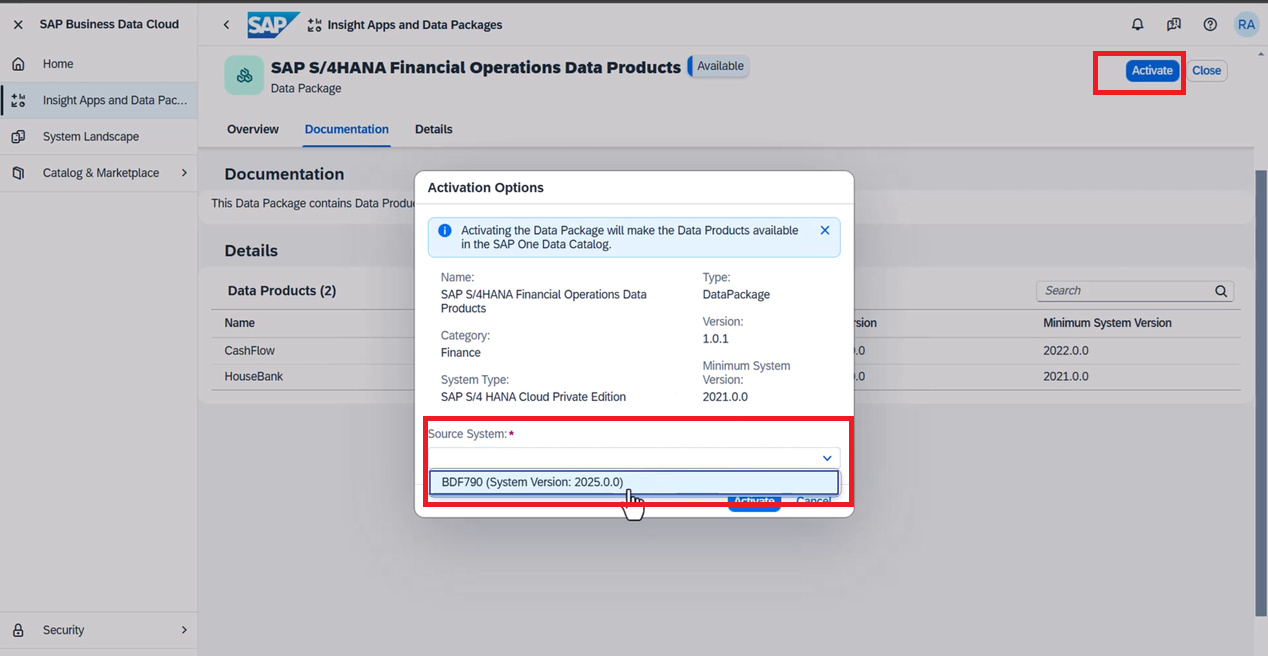 SAP Business Data Cloud
SAP Insight Apps and Data Packages
RA
Home
Insight Apps and Data Pac...
System Landscape
Catalog & Marketplace
Security
SAP S/4HANA Financial Operations Data Products
Available
Data Package
Activate
Close
Overview
Documentation
Details
Documentation
This Data Package contains Data Produ
Details
Data Products (2)
Search
Name
rsion
Minimum System Version
CashFlow
.0
2022.0.0
HouseBank
.0
2021.0.0
Activation Options
Activating the Data Package will make the Data Products available
in the SAP One Data Catalog.
Name:
SAP S/4HANA Financial Operations Data
Products
Type:
DataPackage
Category:
Finance
Version:
1.0.1
System Type:
SAP S/4 HANA Cloud Private Edition
Minimum System
Version:
2021.0.0
Source System:*
BDF790 (System Version: 2025.0.0)
Activate
Cancel